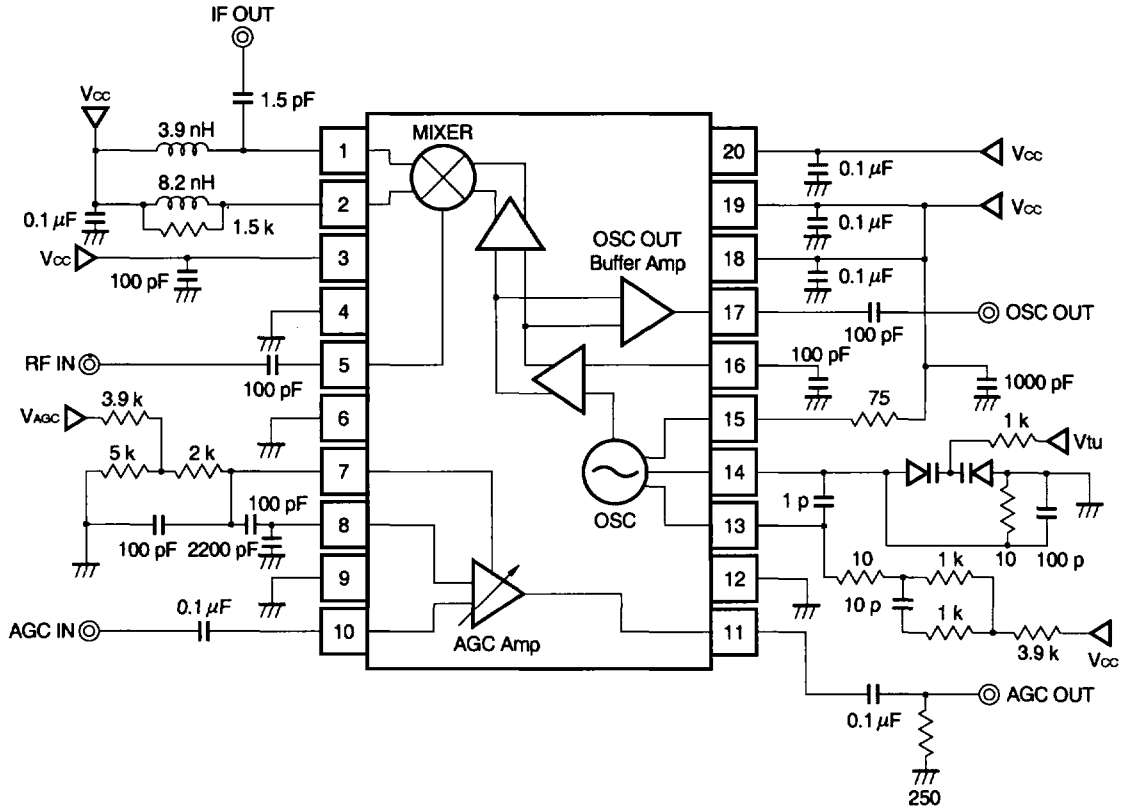 IF OUT
1.5 pF
VCC
3.9 nH
8.2 nH
0.1 µF
1.5 k
VCC
100 pF
RF IN
100 pF
VAGC
3.9 k
5 k
2 k
100 pF
100 pF
2200 pF
AGC IN
0.1 µF
1
2
3
4
5
6
7
8
9
10
MIXER
OSC OUT
Buffer Amp
OSC
AGC Amp
20
19
18
17
16
15
14
13
12
11
0.1 µF
VCC
0.1 µF
VCC
0.1 µF
100 pF
OSC OUT
100 pF
1000 pF
75
1 k
Vtu
1 p
10
100 p
10
1 k
10 p
1 k
3.9 k
VCC
0.1 µF
AGC OUT
250